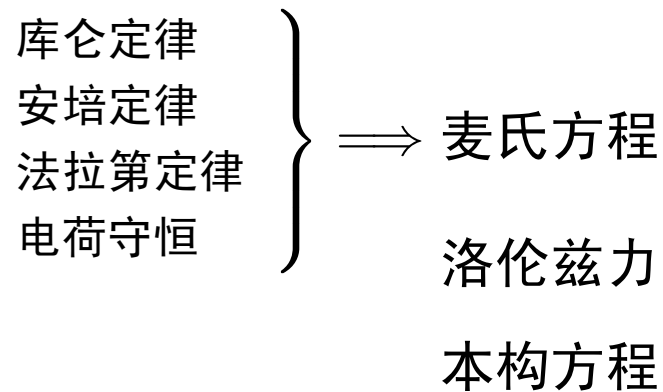 库仑定律
安培定律
法拉第定律
电荷守恒
⟹ 麦氏方程
洛伦兹力
本构方程